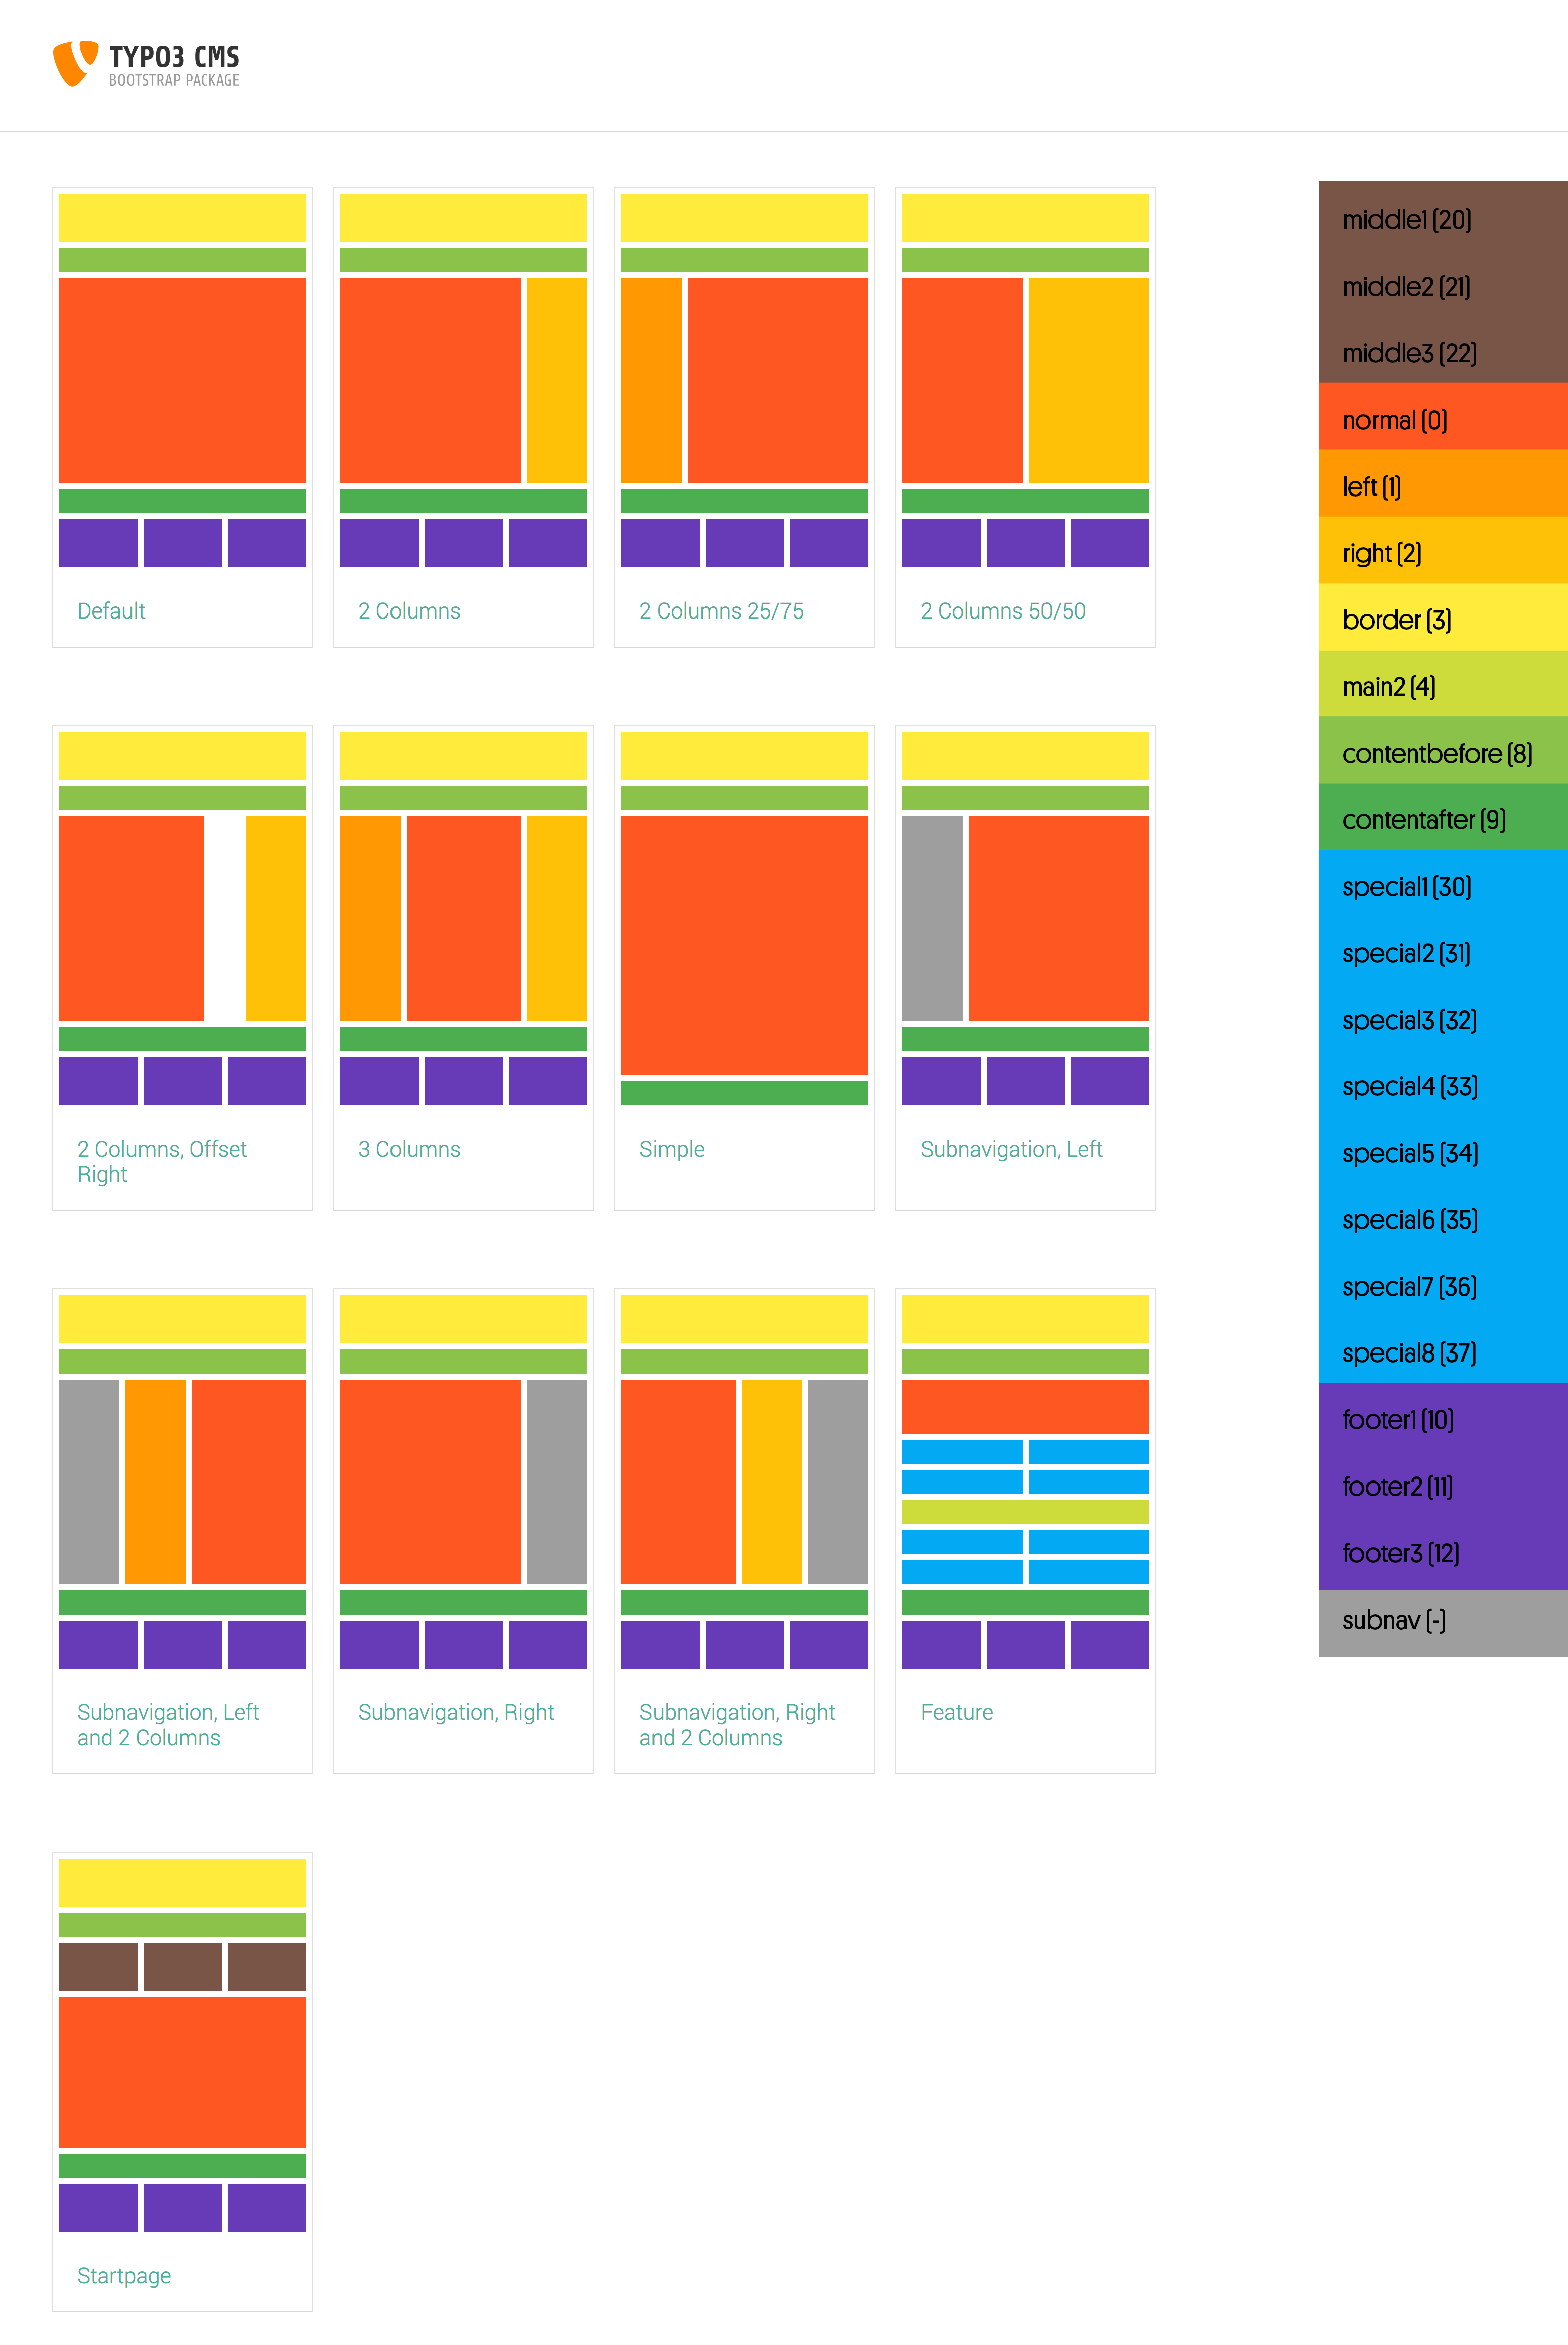 TYPO3 CMS
BOOTSTRAP PACKAGE
Default
2 Columns
2 Columns 25/75
2 Columns 50/50
2 Columns, Offset
Right
3 Columns
Simple
Subnavigation, Left
Subnavigation, Left
and 2 Columns
Subnavigation, Right
Subnavigation, Right
and 2 Columns
Feature
Startpage
middle1 (20)
middle2 (21)
middle3 (22)
normal (0)
left (1)
right (2)
border (3)
main2 (4)
contentbefore (8)
contentafter (9)
special1 (30)
special2 (31)
special3 (32)
special4 (33)
special5 (34)
special6 (35)
special7 (36)
special8 (37)
footer1 (10)
footer2 (11)
footer3 (12)
subnav (-)